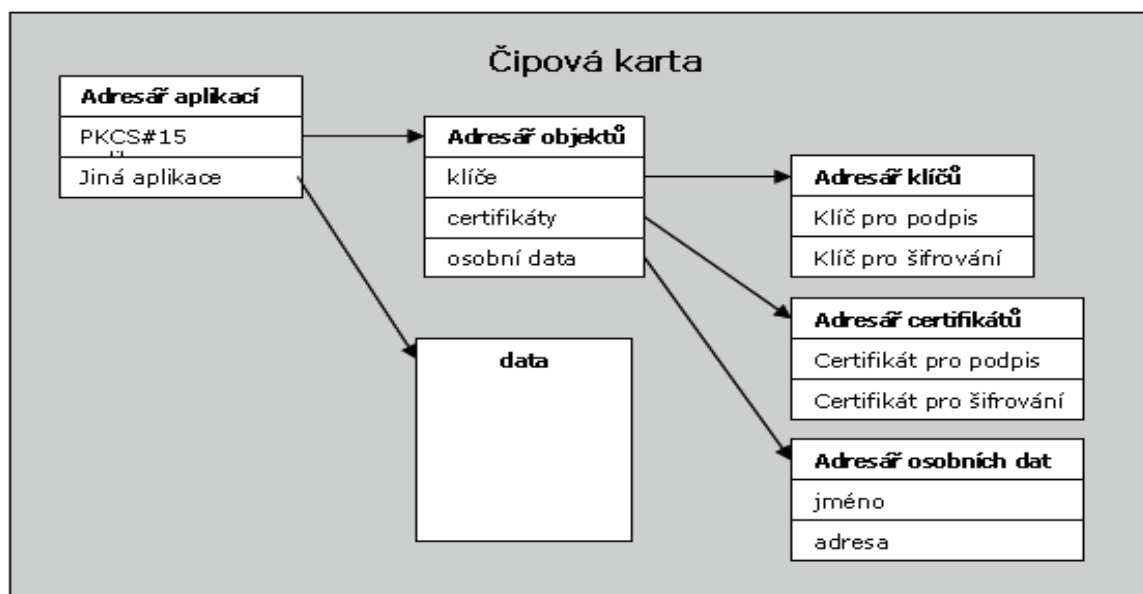 Čipová karta
Adresář aplikací
PKCS#15
Jiná aplikace
Adresář objektů
klíče
certifikáty
osobní data
data
Adresář klíčů
Klíč pro podpis
Klíč pro šifrování
Adresář certifikátů
Certifikát pro podpis
Certifikát pro šifrování
Adresář osobních dat
jméno
adresa